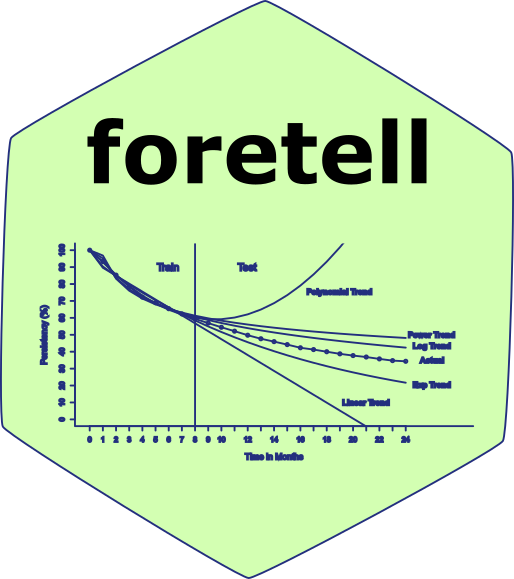 foretell
Train
Test
Polynomial Trend
Power Trend
Log Trend
Actual
Exp Trend
Linear Trend
Persistency (%)
100
90
80
70
60
50
40
30
20
10
0
0 1 2 3 4 5 6 7 8 9 10 12 14 16 18 20 22 24
Time in Months